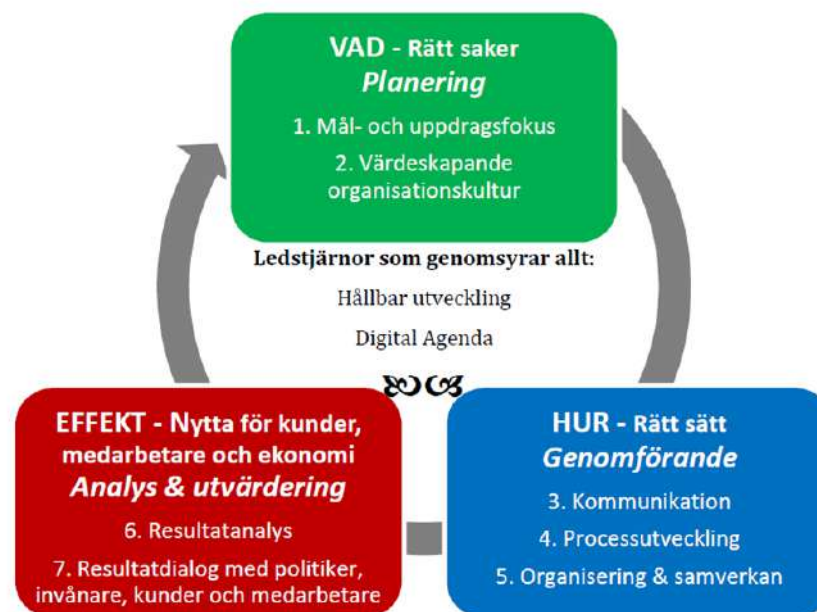 VAD - Rätt saker
Planering
1. Mål- och uppdragsfokus
2. Värdeskapande
organisationskultur
Ledstjärnor som genomsyrar allt:
Hållbar utveckling
Digital Agenda
EFFEKT - Nytta för kunder,
medarbetare och ekonomi
Analys & utvärdering
6. Resultatanalys
7. Resultatdialog med politiker,
invånare, kunder och medarbetare
HUR - Rätt sätt
Genomförande
3. Kommunikation
4. Processutveckling
5. Organisering & samverkan